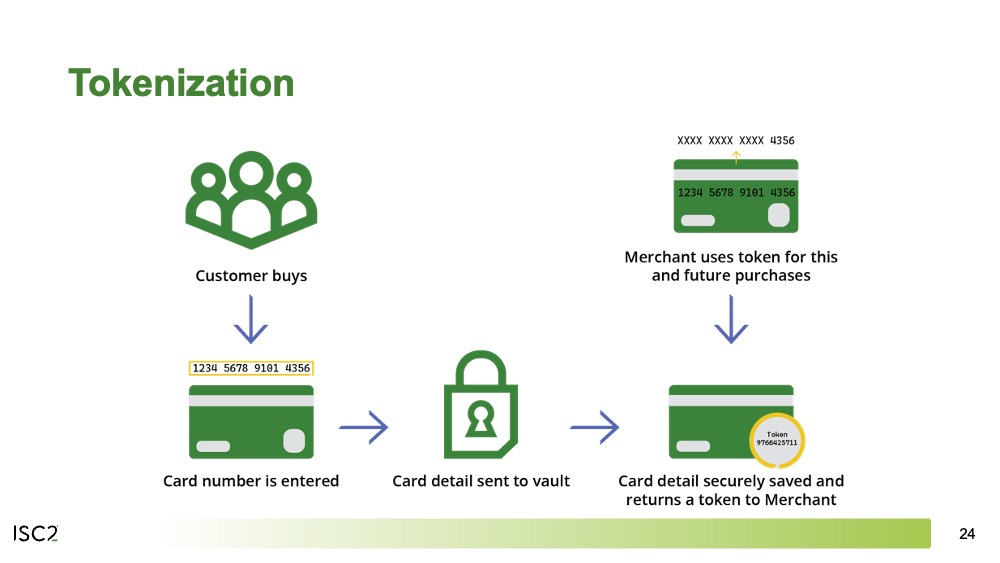 Tokenization
XXXX XXXX XXXX 4356
1234 5678 9101 4356
Merchant uses token for this
and future purchases
Customer buys
1234 5678 9101 4356
Card number is entered
Card detail sent to vault
Token
9766425711
Card detail securely saved and
returns a token to Merchant
ISC2
24